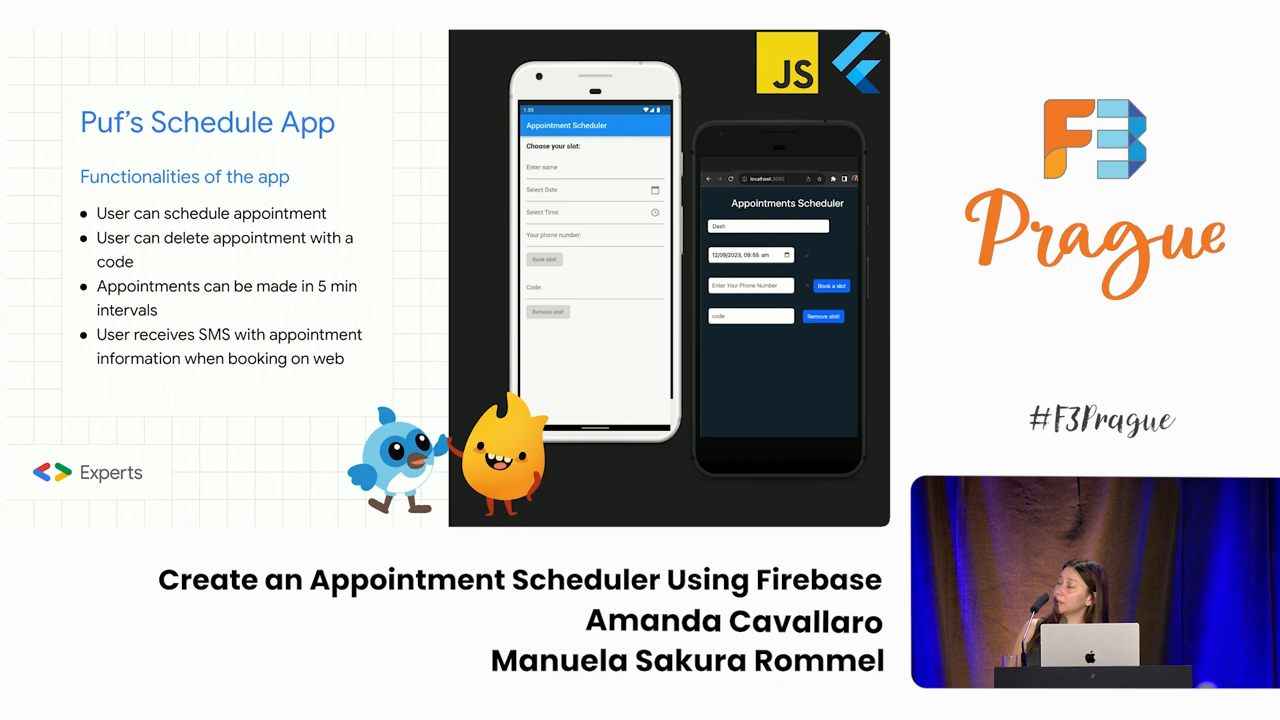 Puf's Schedule App
Functionalities of the app
● User can schedule appointment
● User can delete appointment with a
code
● Appointments can be made in 5 min
intervals
● User receives SMS with appointment
information when booking on web
Experts
JS
1:55
Appointment Scheduler
Choose your slot:
Enter name
Select Date
Select Time
Your phone number:
Book slot!
Code:
Remove slot!
localhost:3000
Appointments Scheduler
Dash
12/09/2023, 09:55 am
Enter Your Phone Number
Book a slot
code
Remove slot!
F3
Prague
#F3Prague
Create an Appointment Scheduler Using Firebase
Amanda Cavallaro
Manuela Sakura Rommel